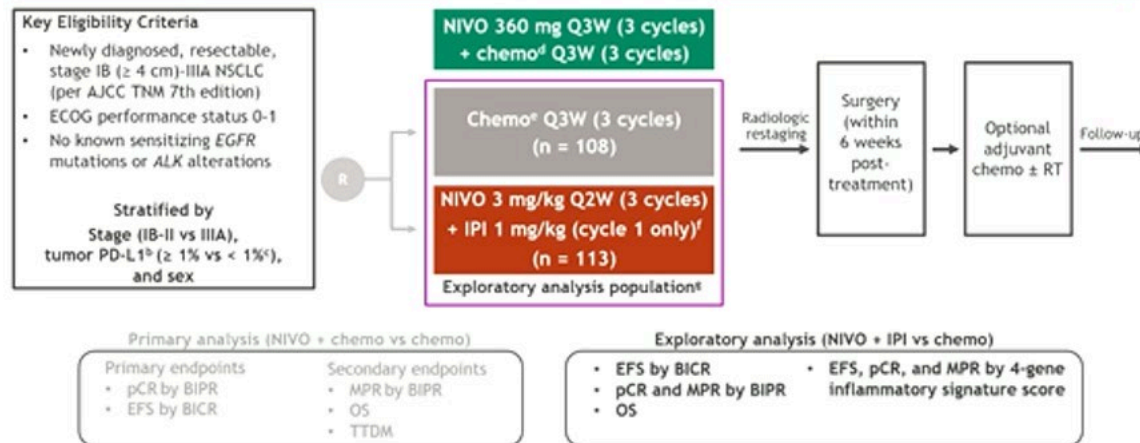 Key Eligibility Criteria
• Newly diagnosed, resectable,
stage IB (≥ 4 cm)-IIIA NSCLC
(per AJCC TNM 7th edition)
• ECOG performance status 0-1
• No known sensitizing EGFR
mutations or ALK alterations
Stratified by
Stage (IB-II vs IIIA),
tumor PD-L1ᵇ (≥ 1% vs < 1%ᶜ),
and sex
R
NIVO 360 mg Q3W (3 cycles)
+ chemoᵈ Q3W (3 cycles)
Chemoᵉ Q3W (3 cycles)
(n = 108)
NIVO 3 mg/kg Q2W (3 cycles)
+ IPI 1 mg/kg (cycle 1 only)ᶠ
(n = 113)
Exploratory analysis populationᵍ
Radiologic
restaging
Surgery
(within
6 weeks
post-
treatment)
Optional
adjuvant
chemo ± RT
Follow-up
Primary analysis (NIVO + chemo vs chemo)
Primary endpoints
• pCR by BIPR
• EFS by BICR
Secondary endpoints
• MPR by BIPR
• OS
• TTDM
Exploratory analysis (NIVO + IPI vs chemo)
• EFS by BICR
• pCR and MPR by BIPR
• OS
• EFS, pCR, and MPR by 4-gene
inflammatory signature score